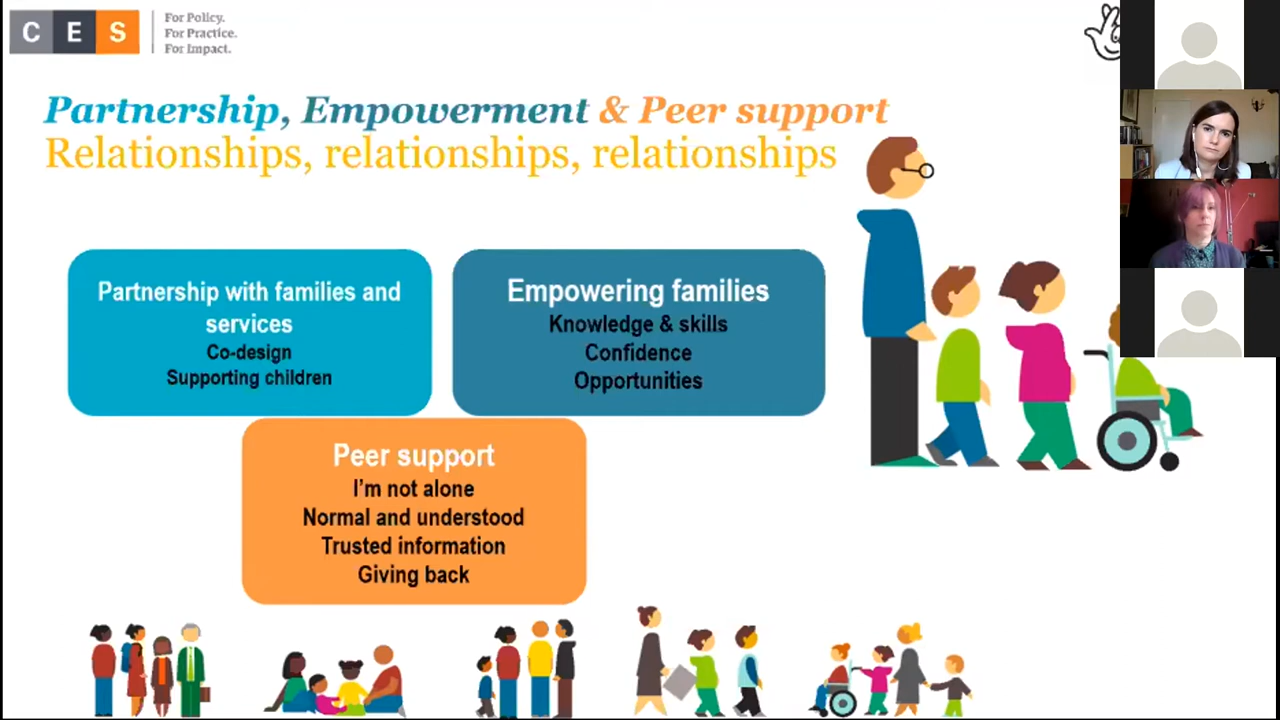 CES
For Policy.
For Practice.
For Impact.
Partnership, Empowerment & Peer support
Relationships, relationships, relationships
Partnership with families and
services
Co-design
Supporting children
Empowering families
Knowledge & skills
Confidence
Opportunities
Peer support
I'm not alone
Normal and understood
Trusted information
Giving back